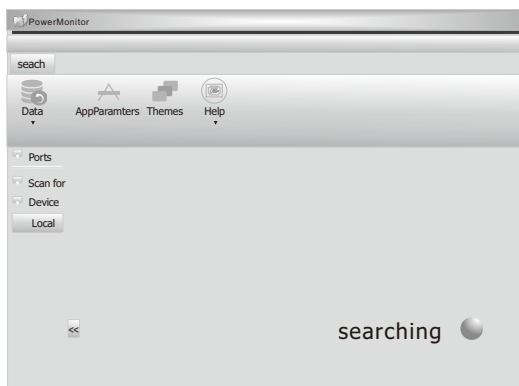 PowerMonitor
seach
Data AppParamters Themes Help
Ports
Scan for
Device
Local
<< searching